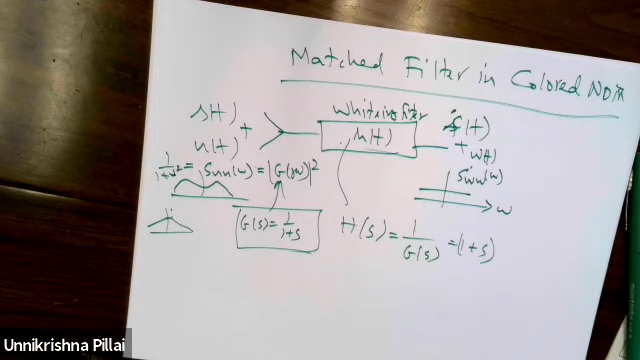 Matched Filter in Colored Noise
s(t) + n(t)
Whitening filter
h(t)
s(t) + w(t)
1/(1+ω²) = Snn(ω) = |G(jω)|²
Sww(ω)
ω
G(s) = 1/(1+s)
H(s) = 1/G(s) = (1+s)
Unnikrishna Pillai